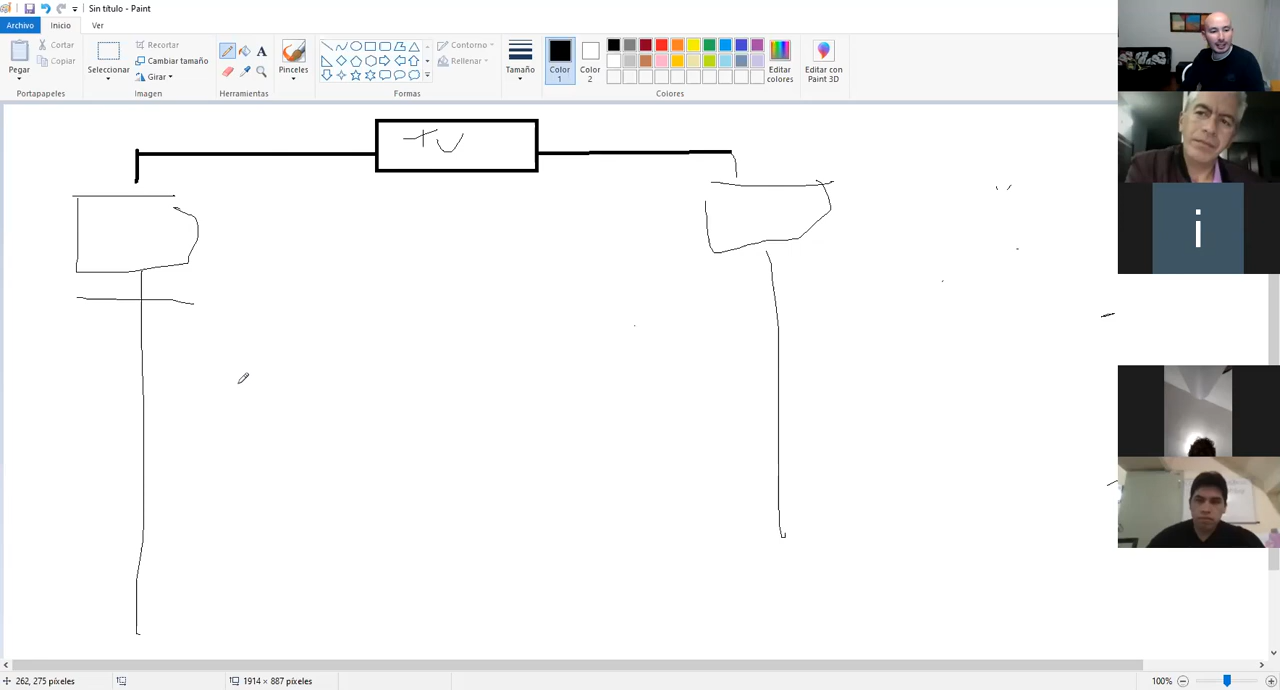 Sin título - Paint
Archivo Inicio Ver
Pegar
Cortar
Copiar
Portapapeles
Seleccionar
Recortar
Cambiar tamaño
Girar
Imagen
A
Herramientas
Pinceles
Contorno
Rellenar
Formas
Tamaño
Color
1
Color
2
Editar
colores
Editar con
Paint 3D
Colores
TU
i
262, 275 píxeles
1914 × 887 píxeles
100%